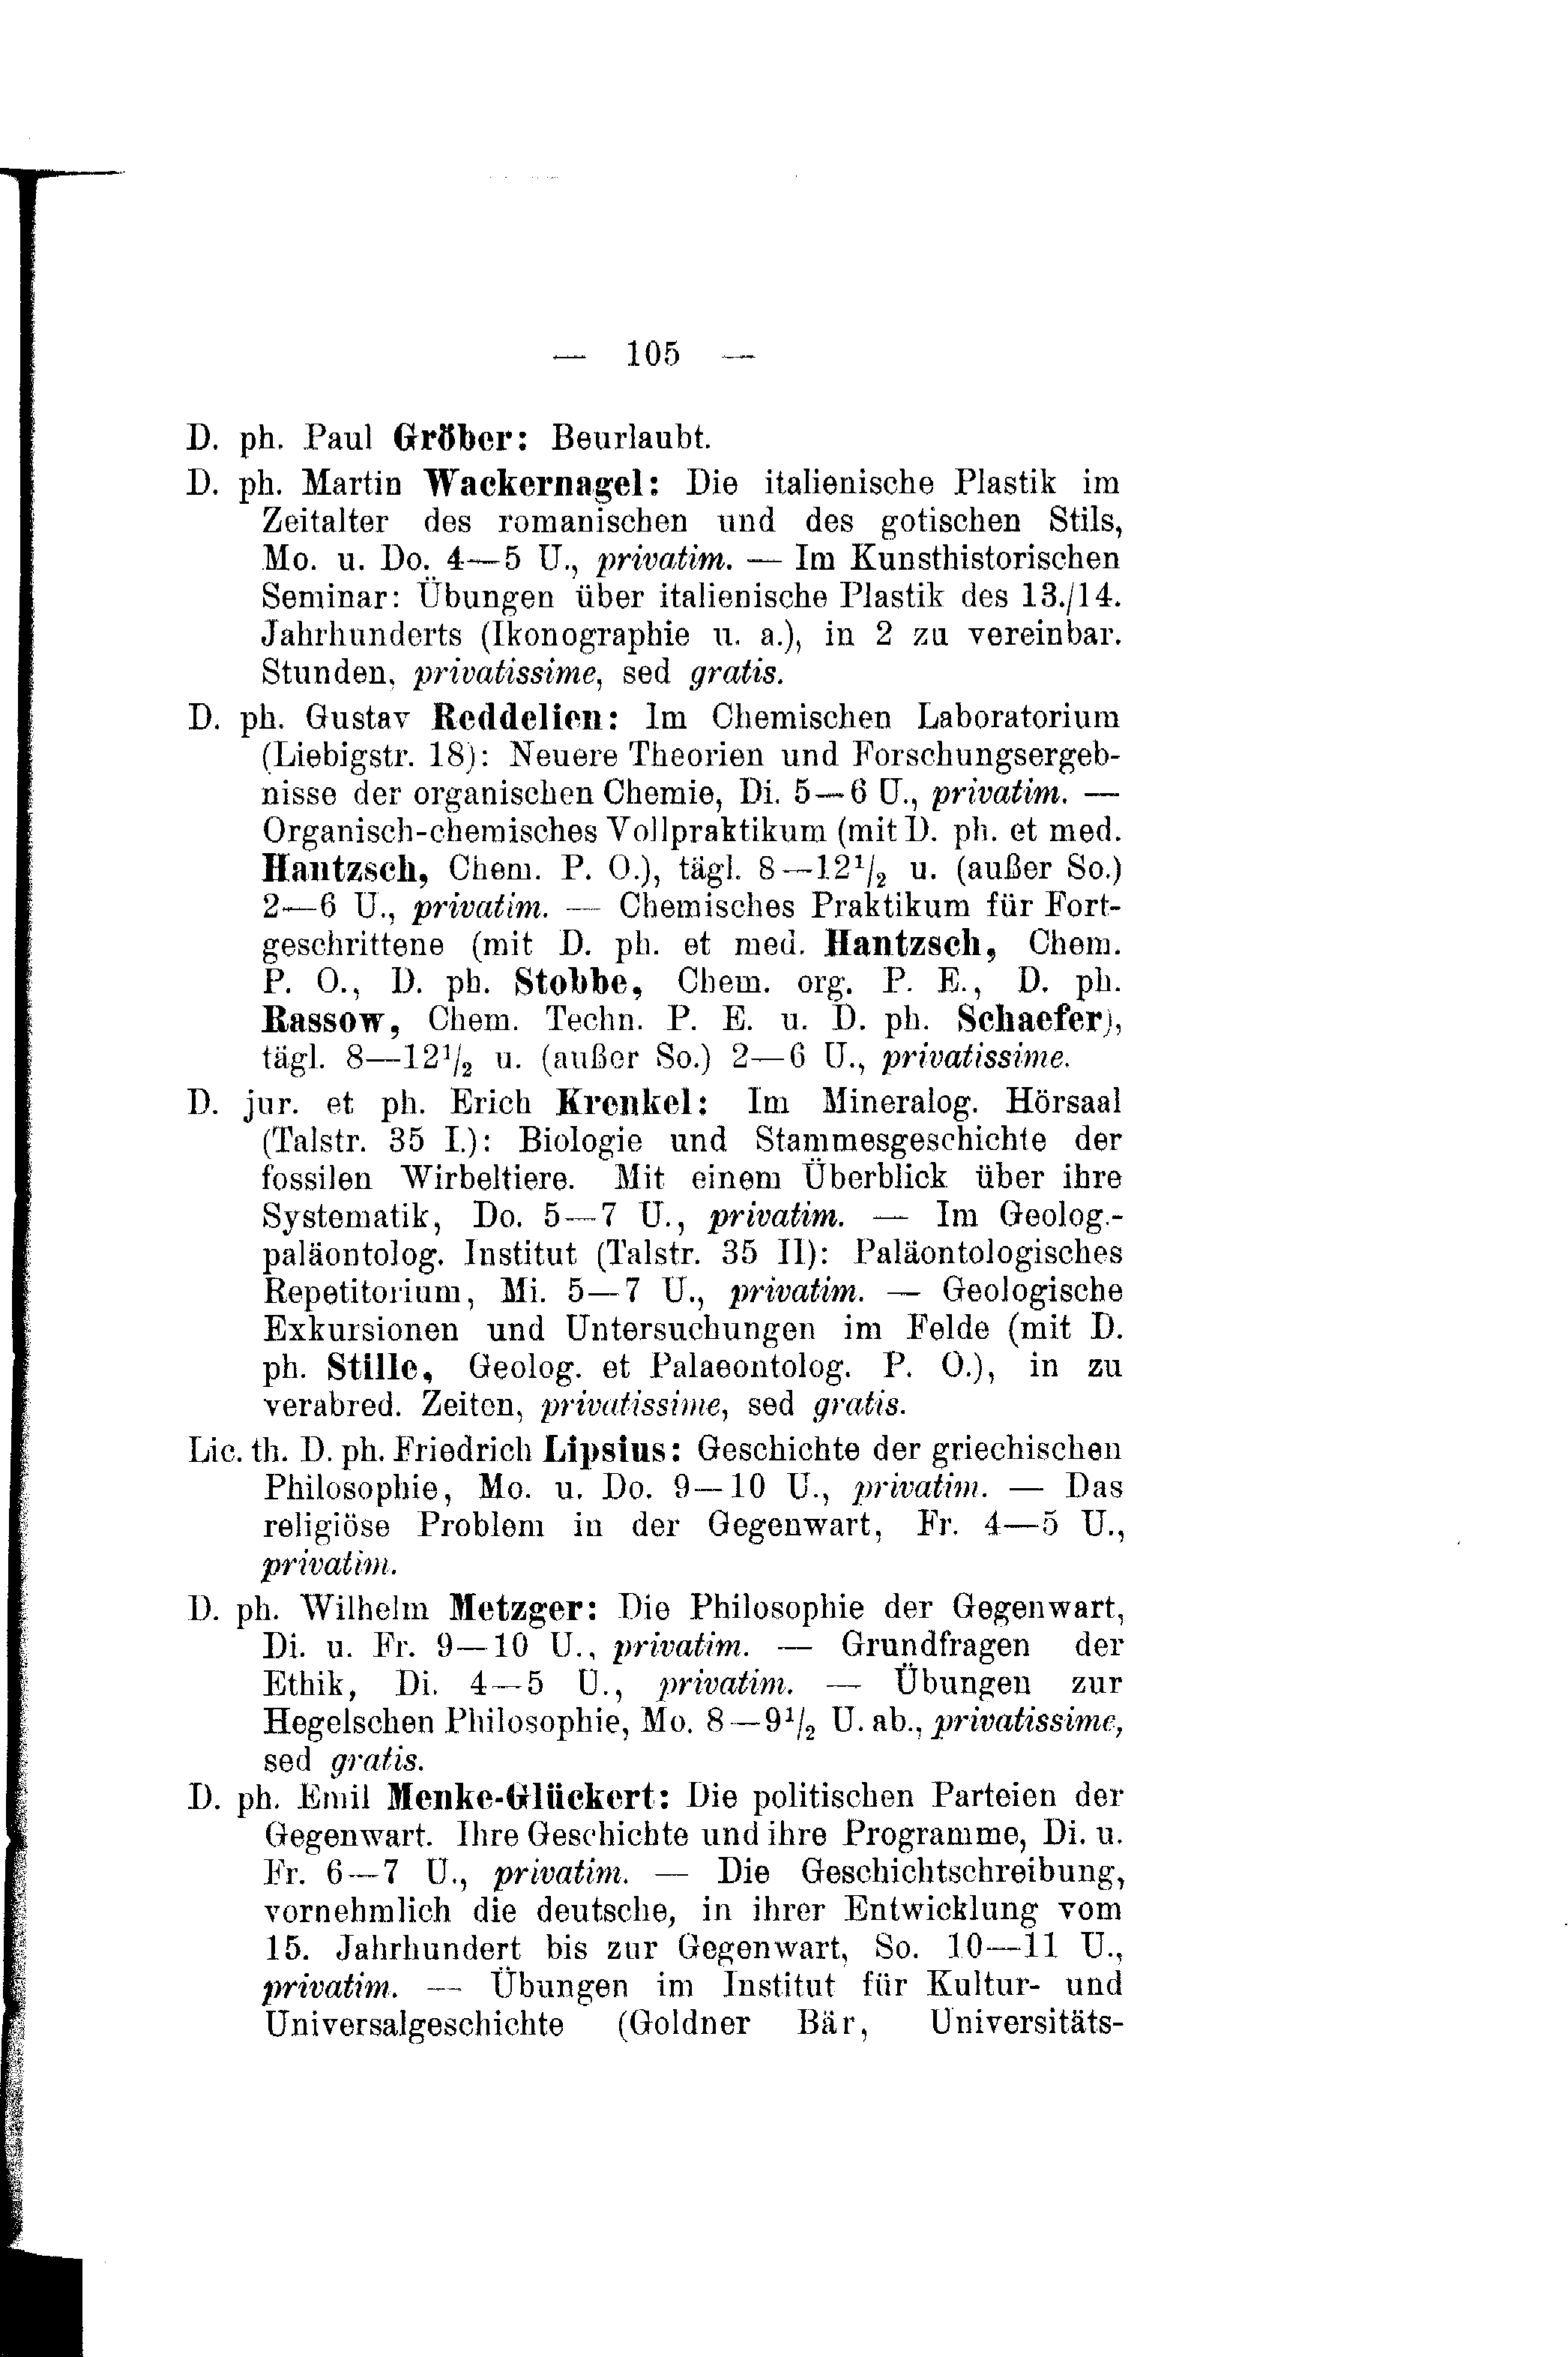 — 105 —
D. ph. Paul Gröber: Beurlaubt.
D. ph. Martin Wackernagel: Die italienische Plastik im
Zeitalter des romanischen und des gotischen Stils,
Mo. u. Do. 4—5 U., privatim. — Im Kunsthistorischen
Seminar: Übungen über italienische Plastik des 13./14.
Jahrhunderts (Ikonographie u. a.), in 2 zu vereinbar.
Stunden, privatissime, sed gratis.
D. ph. Gustav Reddelien: Im Chemischen Laboratorium
(Liebigstr. 18): Neuere Theorien und Forschungsergeb-
nisse der organischen Chemie, Di. 5—6 U., privatim. —
Organisch-chemisches Vollpraktikum (mit D. ph. et med.
Hantzsch, Chem. P. O.), tägl. 8—12¹/₂ u. (außer So.)
2—6 U., privatim. — Chemisches Praktikum für Fort-
geschrittene (mit D. ph. et med. Hantzsch, Chem.
P. O., D. ph. Stobbe, Chem. org. P. E., D. ph.
Rassow, Chem. Techn. P. E. u. D. ph. Schaefer),
tägl. 8—12¹/₂ u. (außer So.) 2—6 U., privatissime.
D. jur. et ph. Erich Krenkel: Im Mineralog. Hörsaal
(Talstr. 35 I.): Biologie und Stammesgeschichte der
fossilen Wirbeltiere. Mit einem Überblick über ihre
Systematik, Do. 5—7 U., privatim. — Im Geolog.-
paläontolog. Institut (Talstr. 35 II): Paläontologisches
Repetitorium, Mi. 5—7 U., privatim. — Geologische
Exkursionen und Untersuchungen im Felde (mit D.
ph. Stille, Geolog. et Palaeontolog. P. O.), in zu
verabred. Zeiten, privatissime, sed gratis.
Lic. th. D. ph. Friedrich Lipsius: Geschichte der griechischen
Philosophie, Mo. u. Do. 9—10 U., privatim. — Das
religiöse Problem in der Gegenwart, Fr. 4—5 U.,
privatim.
D. ph. Wilhelm Metzger: Die Philosophie der Gegenwart,
Di. u. Fr. 9—10 U., privatim. — Grundfragen der
Ethik, Di. 4—5 U., privatim. — Übungen zur
Hegelschen Philosophie, Mo. 8—9¹/₂ U. ab., privatissime,
sed gratis.
D. ph. Emil Menke-Glückert: Die politischen Parteien der
Gegenwart. Ihre Geschichte und ihre Programme, Di. u.
Fr. 6—7 U., privatim. — Die Geschichtschreibung,
vornehmlich die deutsche, in ihrer Entwicklung vom
15. Jahrhundert bis zur Gegenwart, So. 10—11 U.,
privatim. — Übungen im Institut für Kultur- und
Universalgeschichte (Goldner Bär, Universitäts-